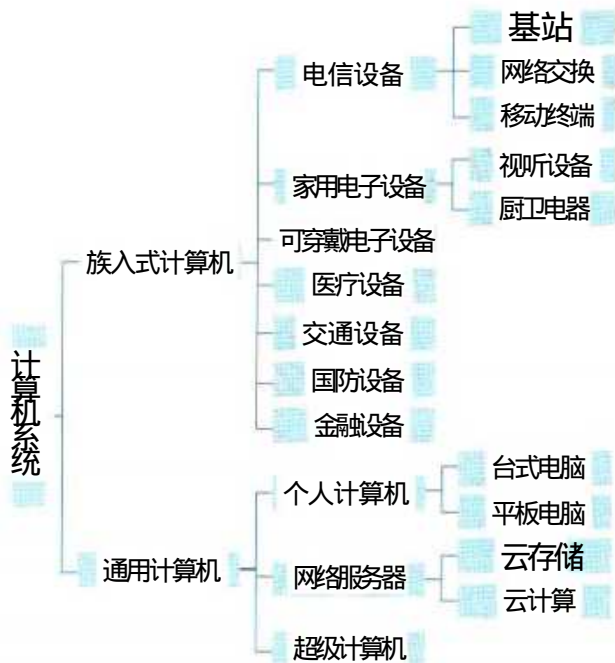 计算机系统
族入式计算机
电信设备
基站
网络交换
移动终端
家用电子设备
视听设备
厨卫电器
可穿戴电子设备
医疗设备
交通设备
国防设备
金融设备
通用计算机
个人计算机
台式电脑
平板电脑
网络服务器
云存储
云计算
超级计算机